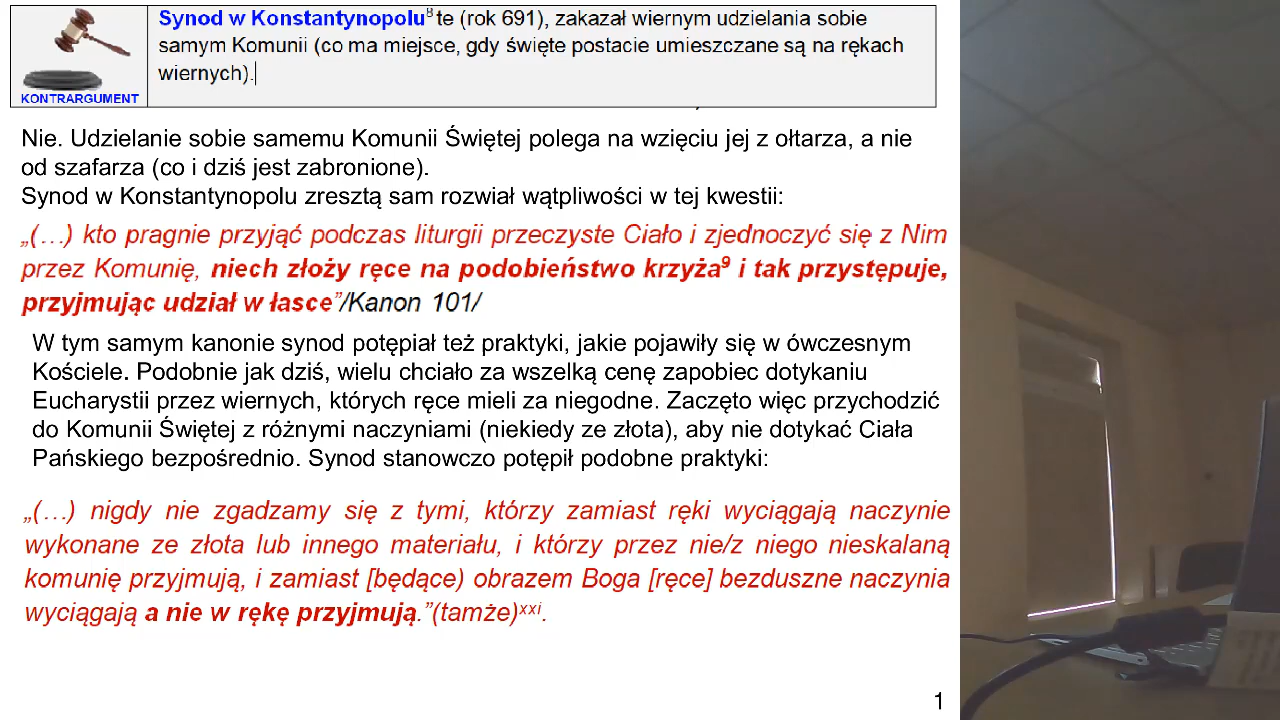 Synod w Konstantynopolu⁸ te (rok 691), zakazał wiernym udzielania sobie
samym Komunii (co ma miejsce, gdy święte postacie umieszczane są na rękach
wiernych).
KONTRARGUMENT
Nie. Udzielanie sobie samemu Komunii Świętej polega na wzięciu jej z ołtarza, a nie
od szafarza (co i dziś jest zabronione).
Synod w Konstantynopolu zresztą sam rozwiał wątpliwości w tej kwestii:
„(…) kto pragnie przyjąć podczas liturgii przeczyste Ciało i zjednoczyć się z Nim
przez Komunię, niech złoży ręce na podobieństwo krzyża⁹ i tak przystępuje,
przyjmując udział w łasce”/Kanon 101/
W tym samym kanonie synod potępiał też praktyki, jakie pojawiły się w ówczesnym
Kościele. Podobnie jak dziś, wielu chciało za wszelką cenę zapobiec dotykaniu
Eucharystii przez wiernych, których ręce mieli za niegodne. Zaczęto więc przychodzić
do Komunii Świętej z różnymi naczyniami (niekiedy ze złota), aby nie dotykać Ciała
Pańskiego bezpośrednio. Synod stanowczo potępił podobne praktyki:
„(…) nigdy nie zgadzamy się z tymi, którzy zamiast ręki wyciągają naczynie
wykonane ze złota lub innego materiału, i którzy przez nie/z niego nieskalaną
komunię przyjmują, i zamiast [będące) obrazem Boga [ręce] bezduszne naczynia
wyciągają a nie w rękę przyjmują.”(tamże)ˣˣⁱ.
1